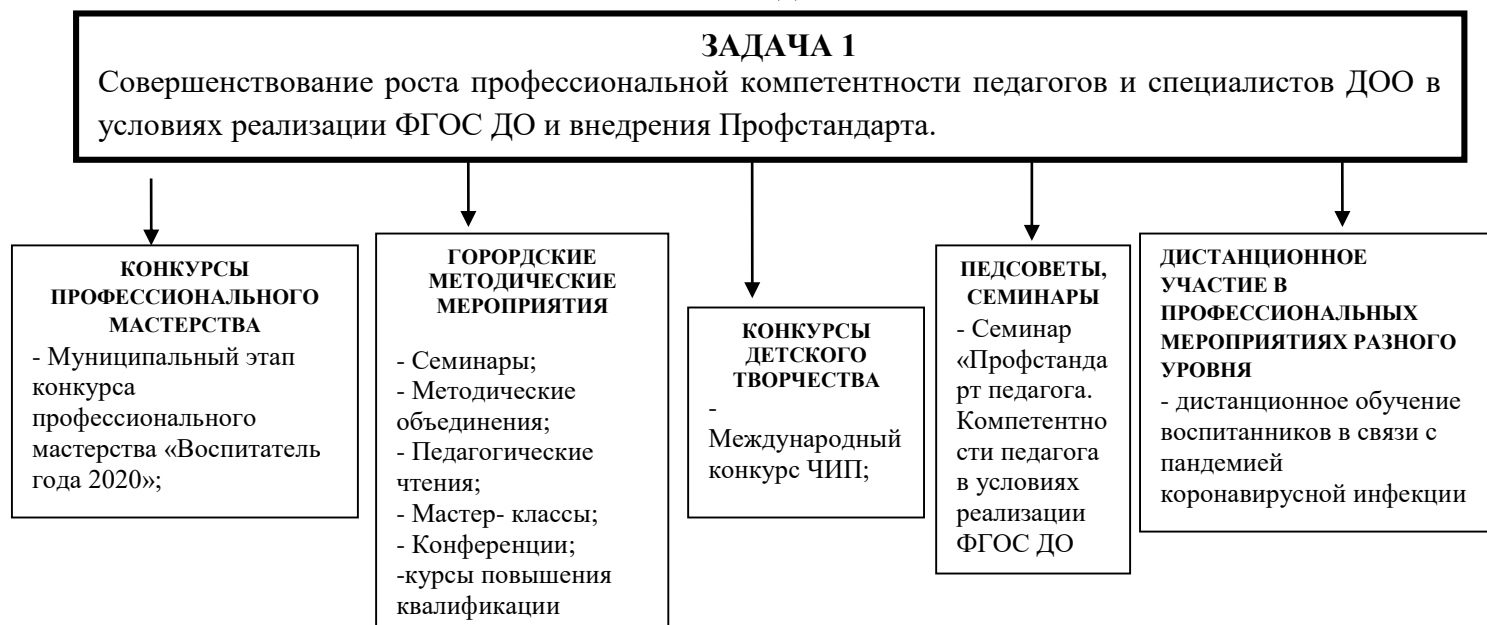 ЗАДАЧА 1
Совершенствование роста профессиональной компетентности педагогов и специалистов ДОО в
условиях реализации ФГОС ДО и внедрения Профстандарта.
КОНКУРСЫ
ПРОФЕССИОНАЛЬНОГО
МАСТЕРСТВА
- Муниципальный этап
конкурса
профессионального
мастерства «Воспитатель
года 2020»;
ГОРОРДСКИЕ
МЕТОДИЧЕСКИЕ
МЕРОПРИЯТИЯ
- Семинары;
- Методические
объединения;
- Педагогические
чтения;
- Мастер- классы;
- Конференции;
-курсы повышения
квалификации
КОНКУРСЫ
ДЕТСКОГО
ТВОРЧЕСТВА
-
Международный
конкурс ЧИП;
ПЕДСОВЕТЫ,
СЕМИНАРЫ
- Семинар
«Профстанда
рт педагога.
Компетентно
сти педагога
в условиях
реализации
ФГОС ДО
ДИСТАНЦИОННОЕ
УЧАСТИЕ В
ПРОФЕССИОНАЛЬНЫХ
МЕРОПРИЯТИЯХ РАЗНОГО
УРОВНЯ
- дистанционное обучение
воспитанников в связи с
пандемией
коронавирусной инфекции